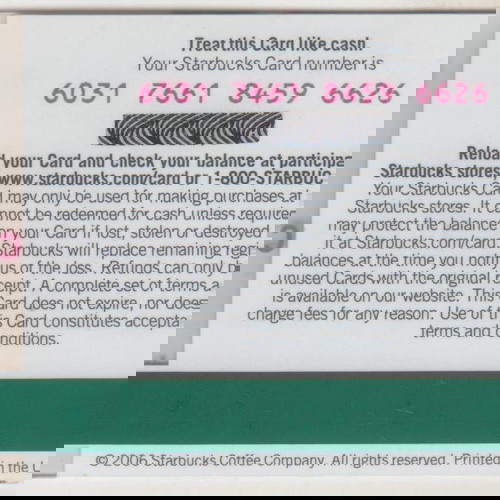 Treat this Card like cash.
Your Starbucks Card number is
6051 7661 8459 6626 6626
Reload your Card and check your balance at participa
Starbucks stores, www.starbucks.com/card or 1-800-STARBUC
Your Starbucks Card may only be used for making purchases at
Starbucks stores. It cannot be redeemed for cash unless require
may protect the balance on your Card if lost, stolen or destroyed
it at Starbucks.com/card. Starbucks will replace remaining regi
balances at the time you notify us of the loss. Refunds can only b
unused Cards with the original receipt. A complete set of terms a
is available on our website. This Card does not expire, nor does
charge fees for any reason. Use of this Card constitutes accepta
terms and conditions.
© 2006 Starbucks Coffee Company. All rights reserved. Printed
in the U